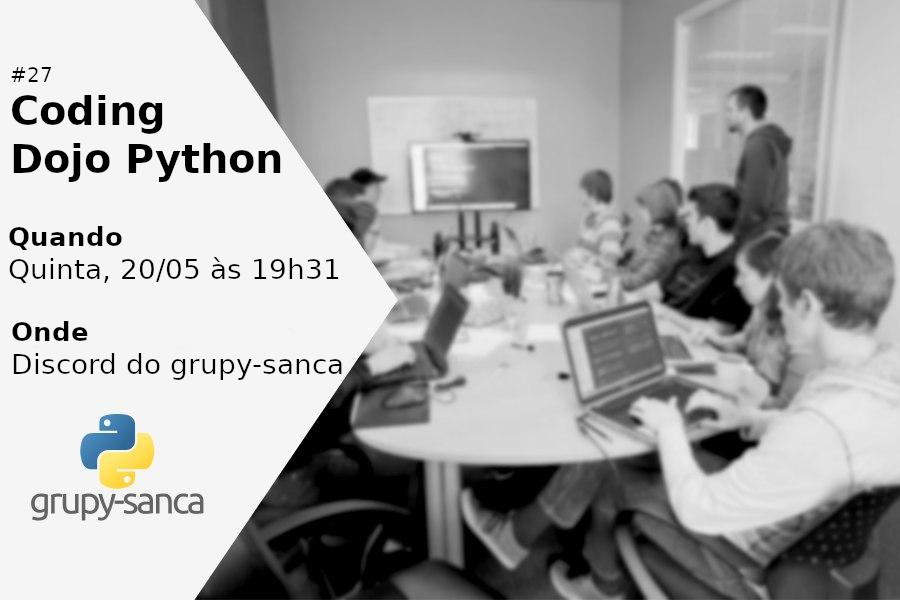 #27
Coding
Dojo Python
Quando
Quinta, 20/05 às 19h31
Onde
Discord do grupy-sanca
grupy-sanca